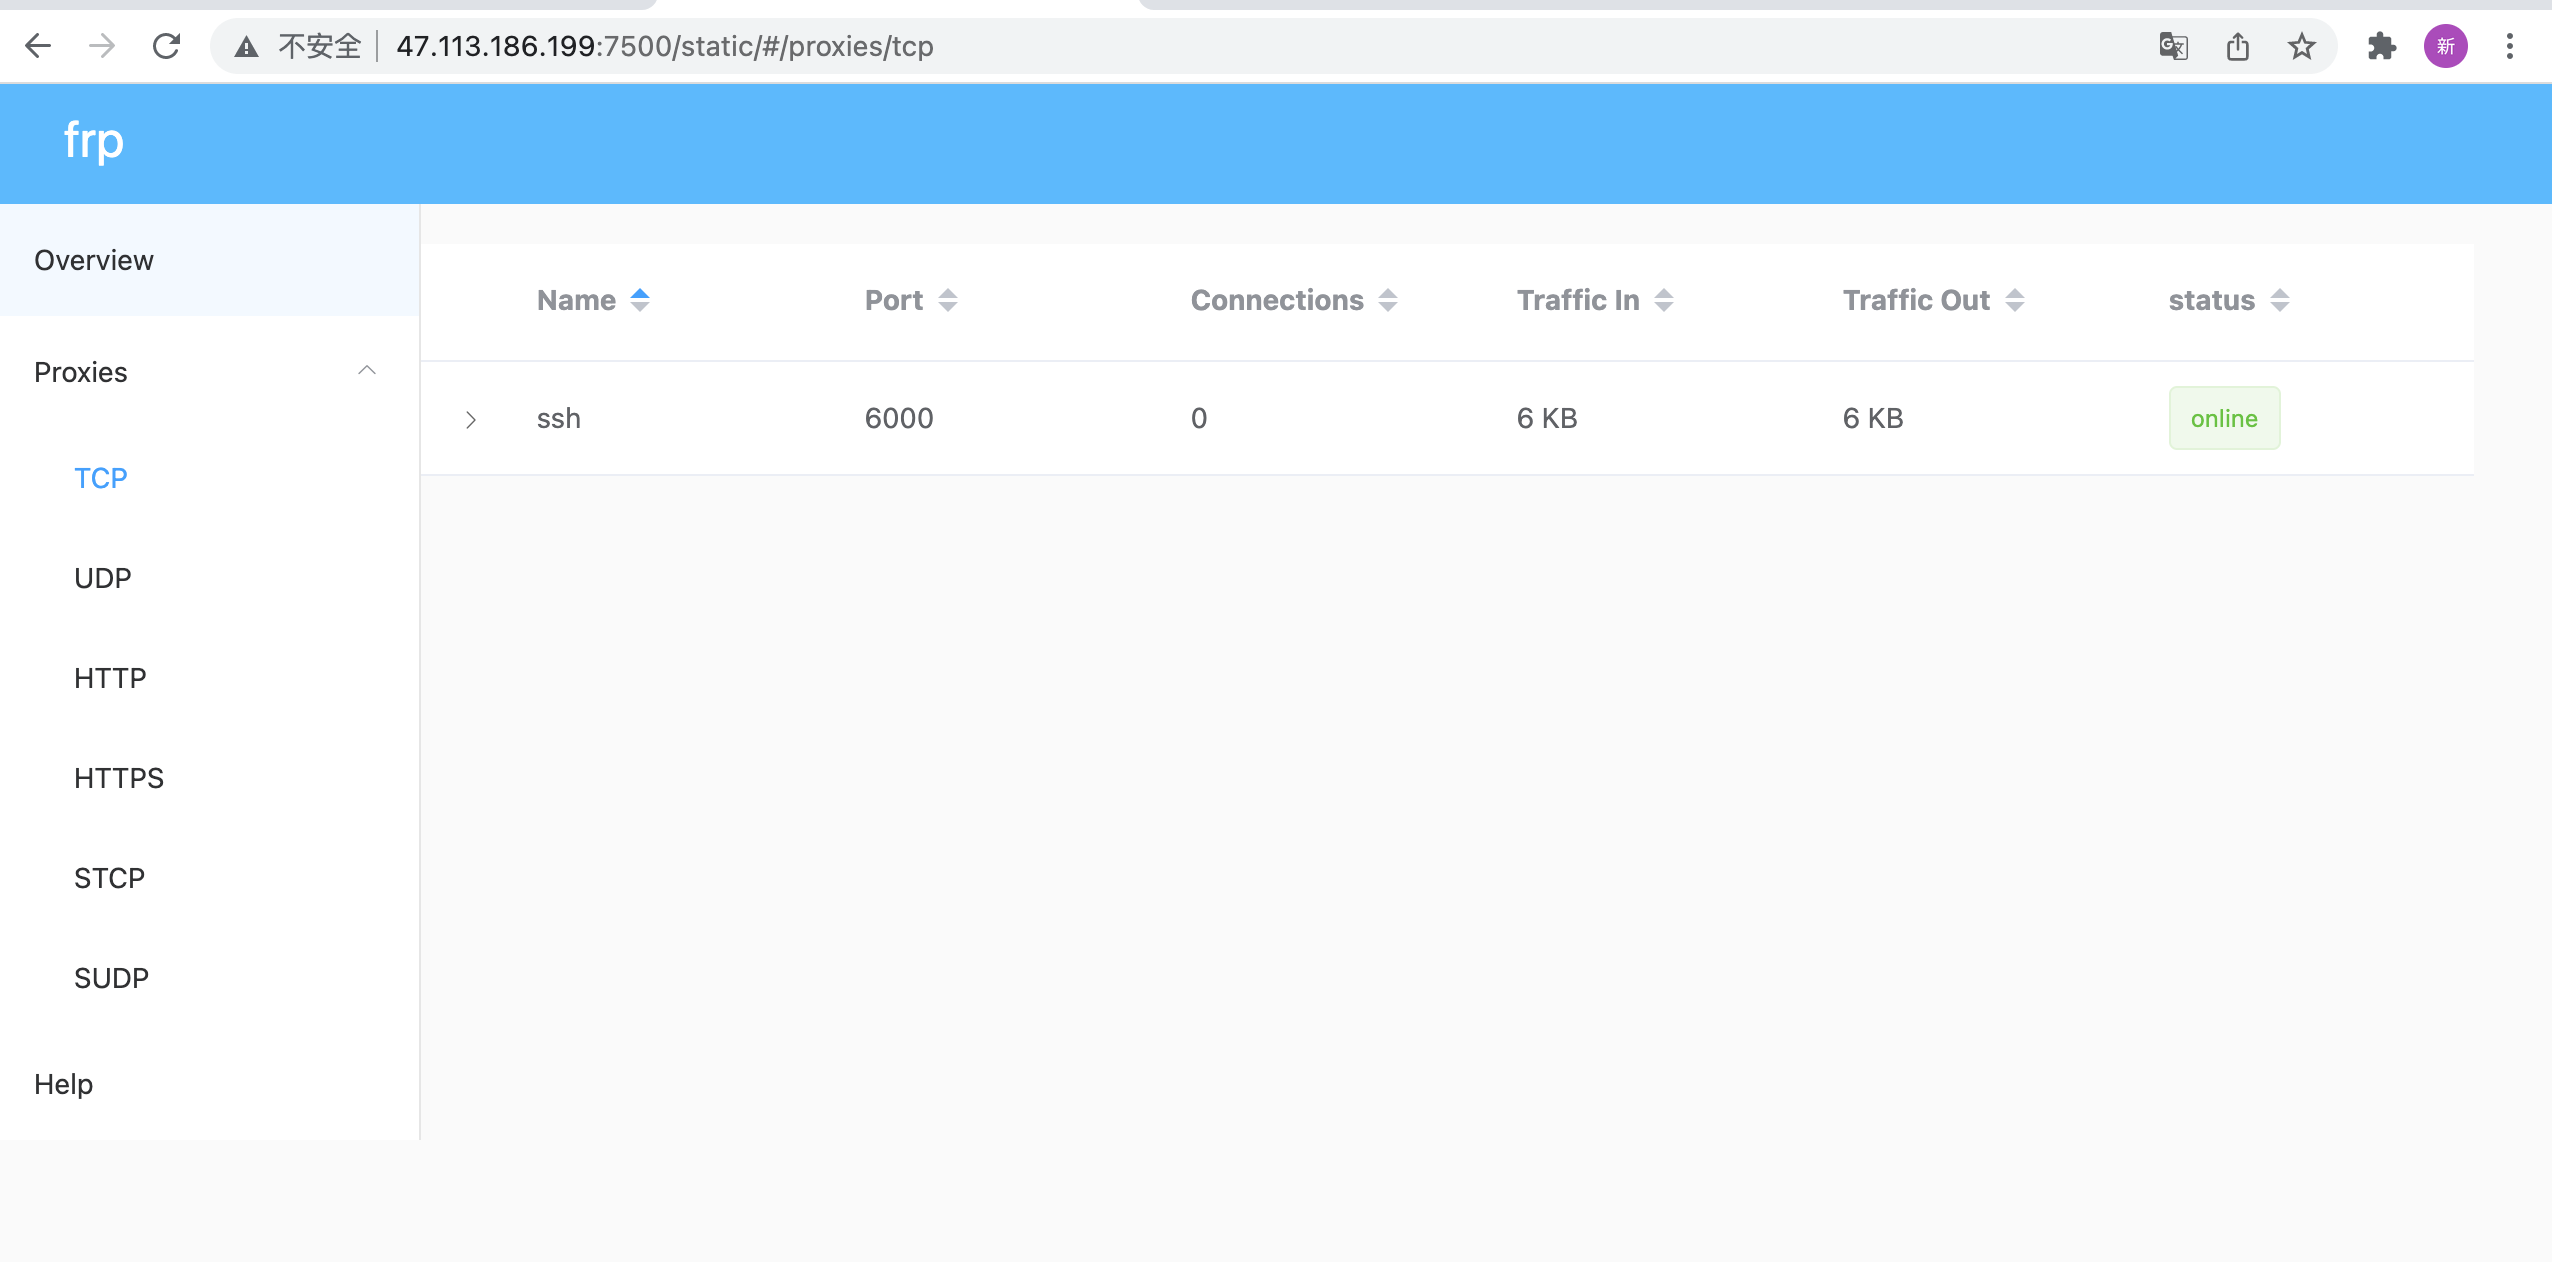 不安全 47.113.186.199:7500/static/#/proxies/tcp 新
frp
Overview
Proxies
TCP
UDP
HTTP
HTTPS
STCP
SUDP
Help
Name Port Connections Traffic In Traffic Out status
ssh 6000 0 6 KB 6 KB online